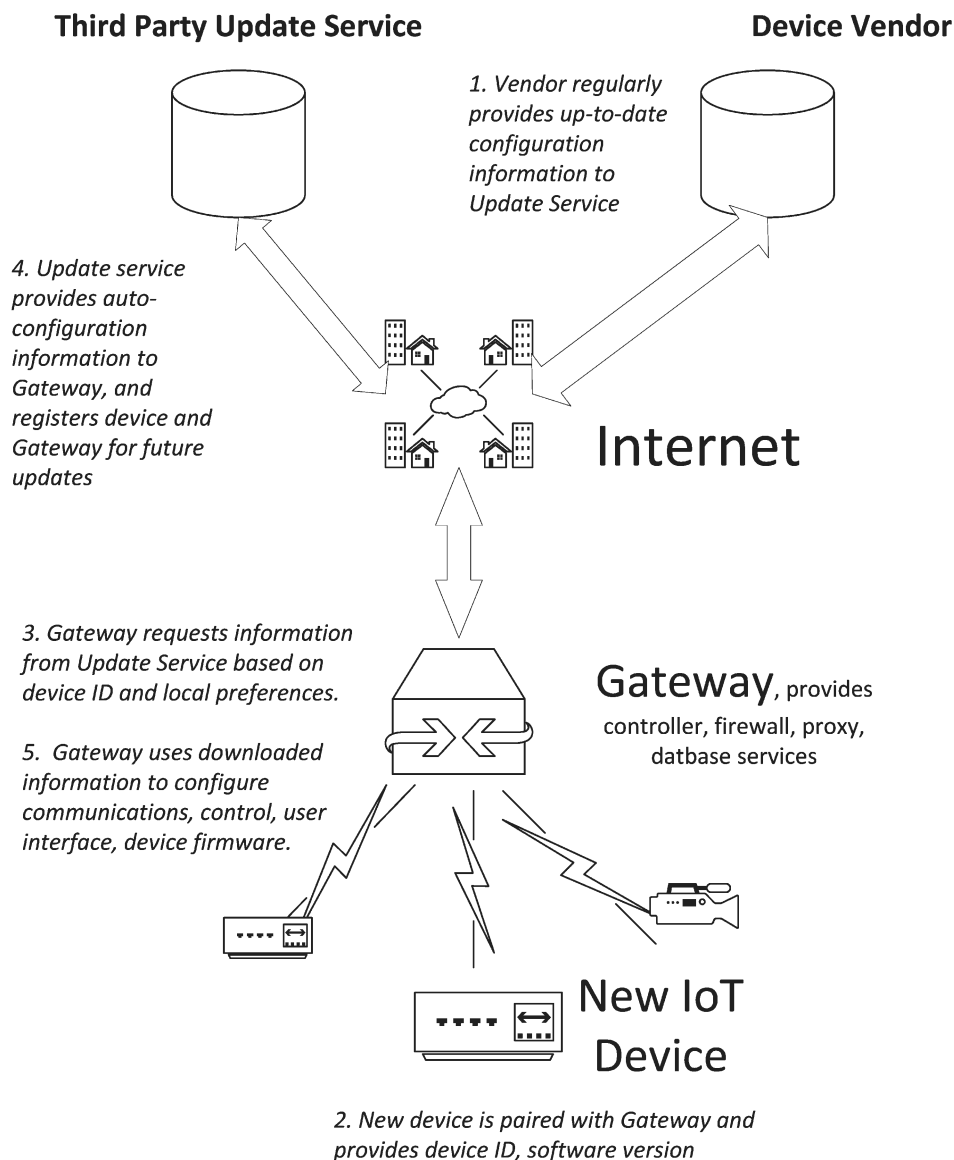 Third Party Update Service
Device Vendor
1. Vendor regularly
provides up-to-date
configuration
information to
Update Service
4. Update service
provides auto-
configuration
information to
Gateway, and
registers device and
Gateway for future
updates
Internet
3. Gateway requests information
from Update Service based on
device ID and local preferences.
Gateway, provides
controller, firewall, proxy,
datbase services
5. Gateway uses downloaded
information to configure
communications, control, user
interface, device firmware.
New IoT
Device
2. New device is paired with Gateway and
provides device ID, software version